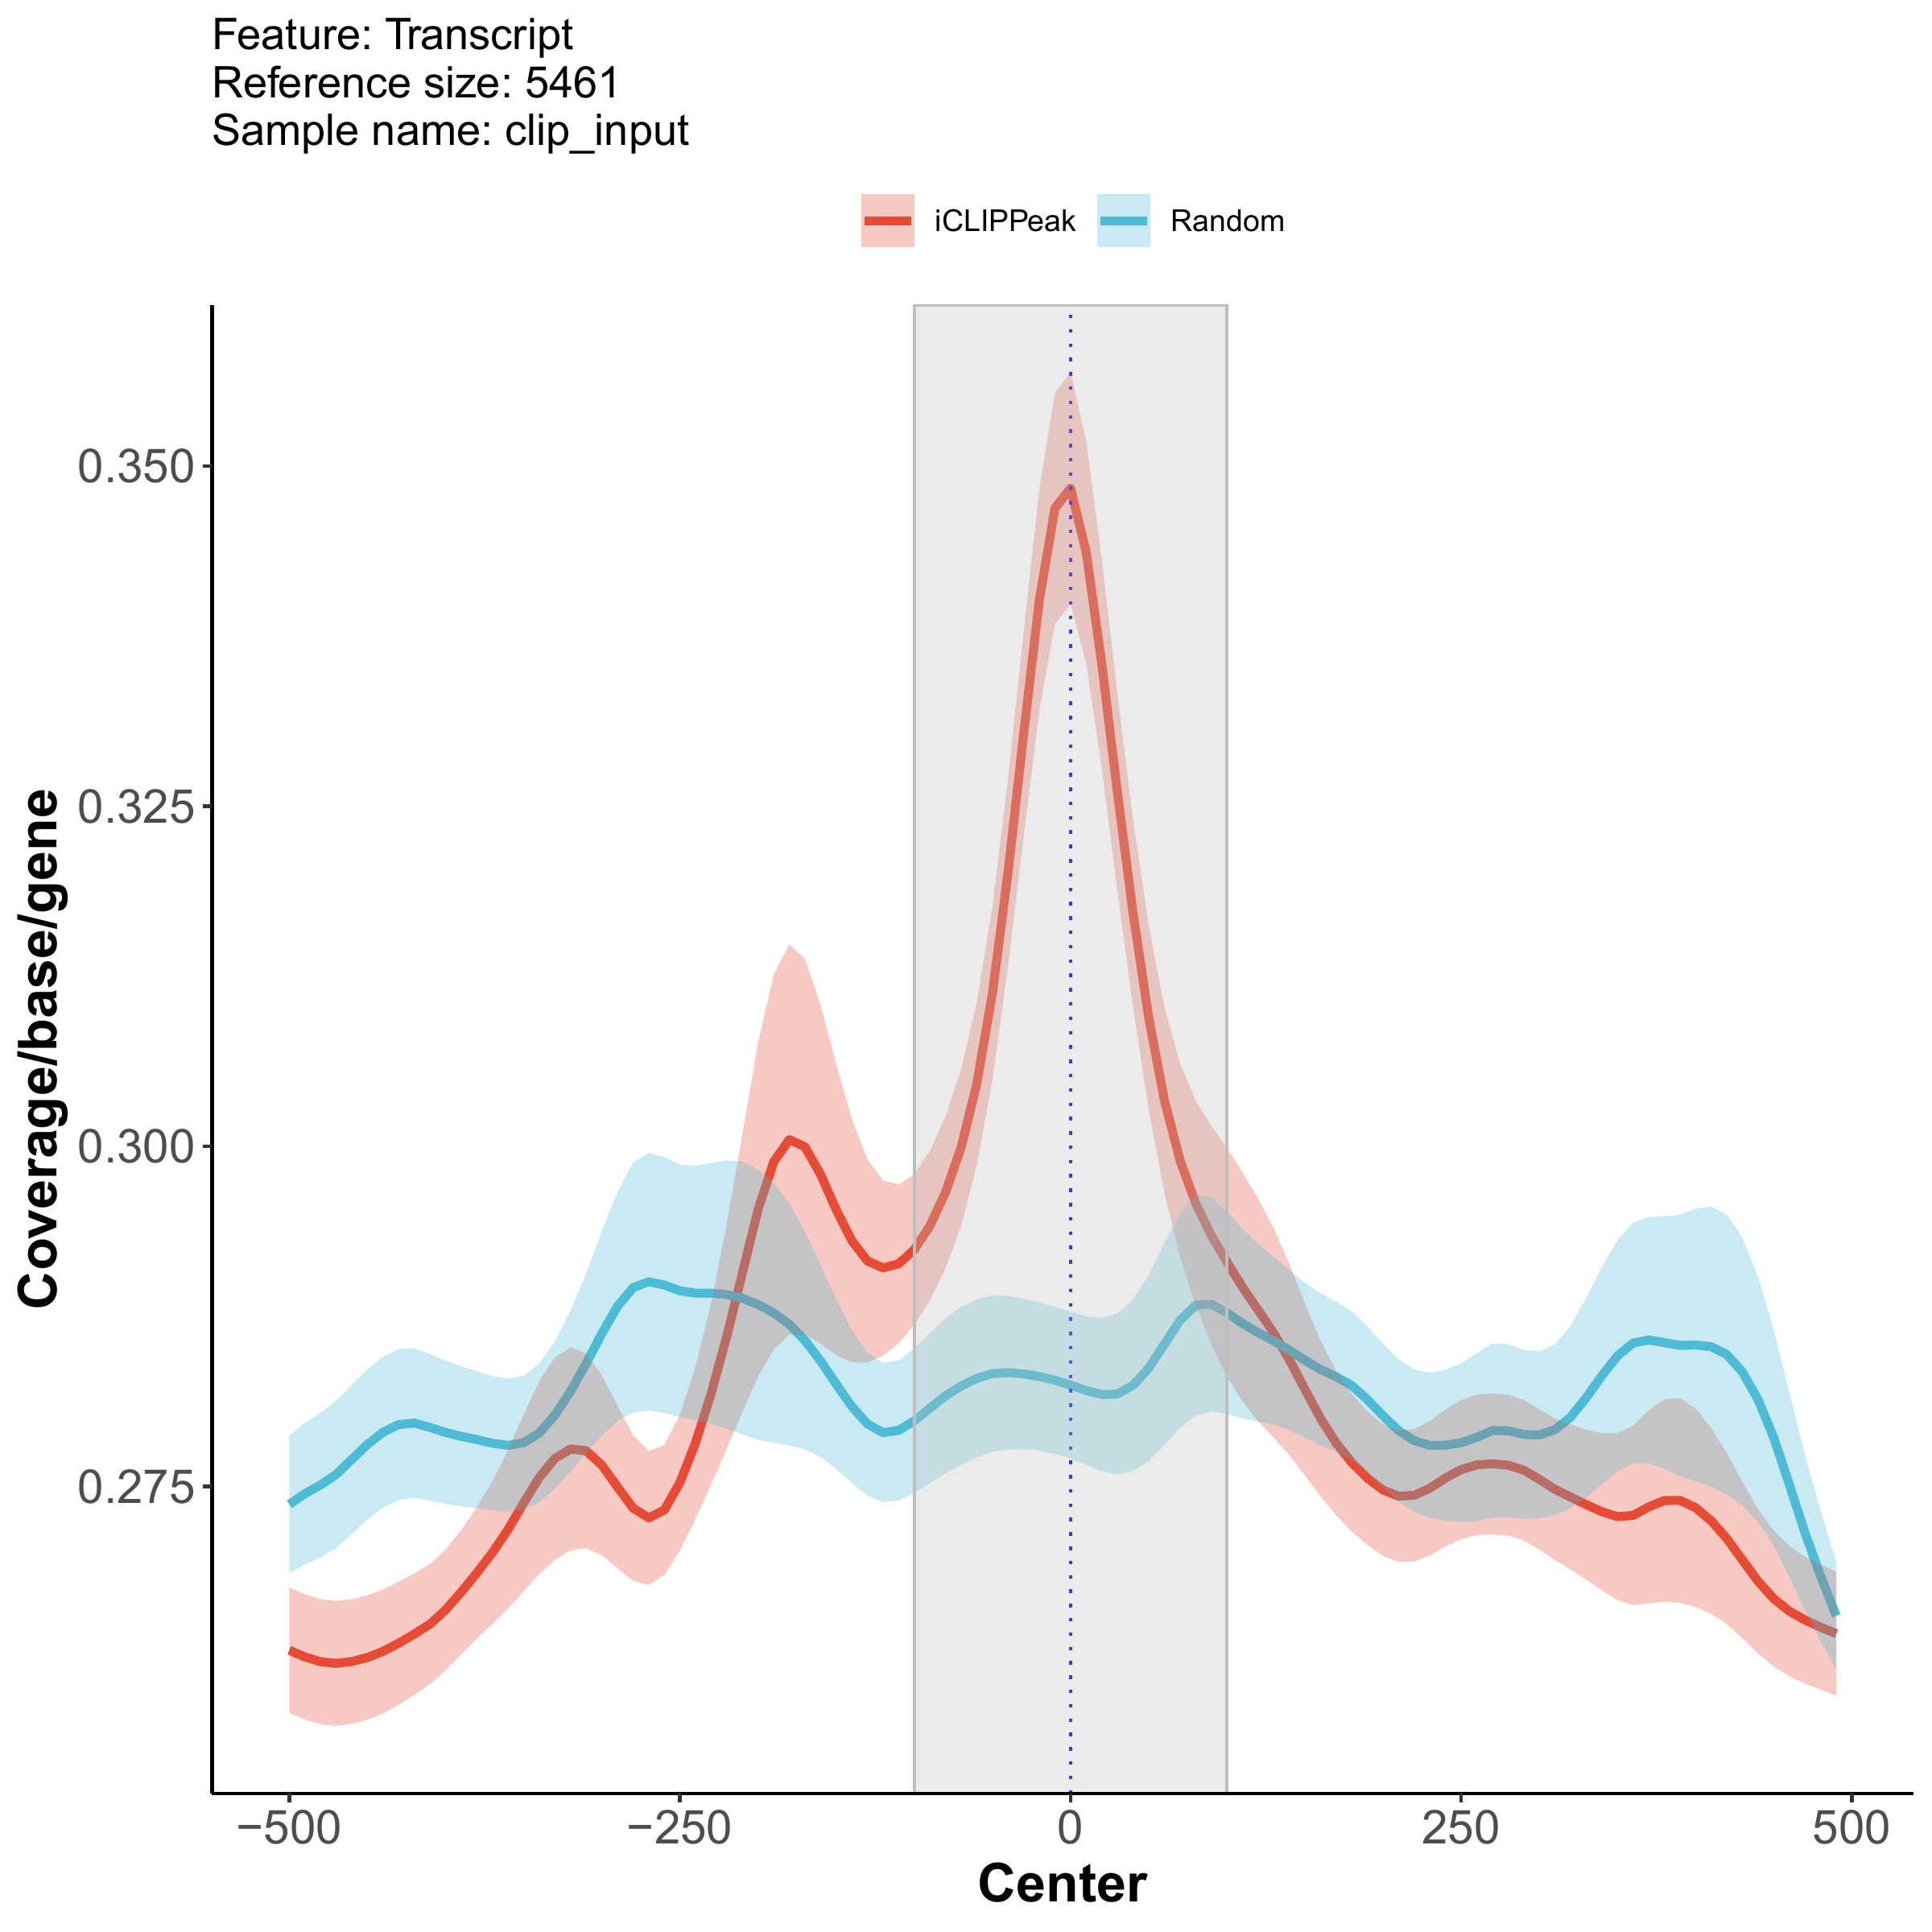 Feature: Transcript
Reference size: 5461
Sample name: clip_input
iCLIPPeak Random
Coverage/base/gene
0.350
0.325
0.300
0.275
−500 −250 0 250 500
Center